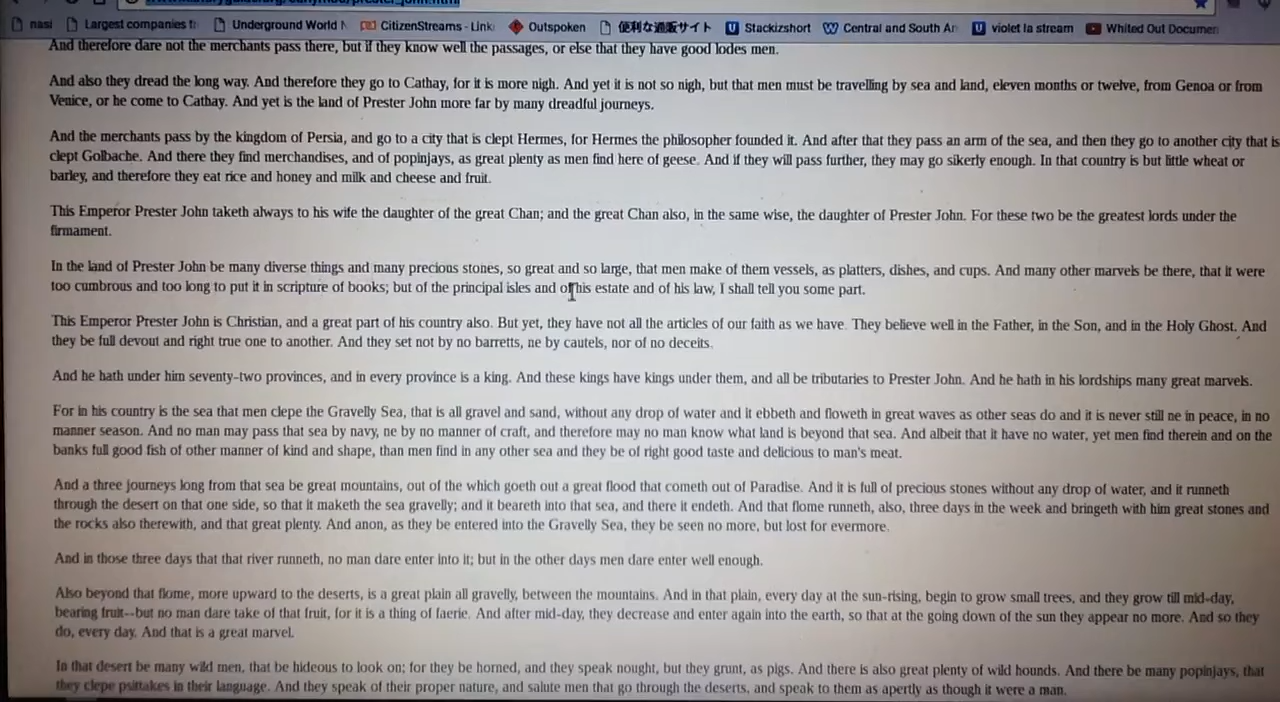 nasi Largest companies Underground World CitizenStreams - Link Outspoken 便利な通販サイト Stackizshort Central and South violet la stream Whited Out Documen
And therefore dare not the merchants pass there, but if they know well the passages, or else that they have good lodes men.
And also they dread the long way. And therefore they go to Cathay, for it is more nigh. And yet it is not so nigh, but that men must be travelling by sea and land, eleven months or twelve, from Genoa or from
Venice, or he come to Cathay. And yet is the land of Prester John more far by many dreadful journeys.
And the merchants pass by the kingdom of Persia, and go to a city that is clept Hermes, for Hermes the philosopher founded it. And after that they pass an arm of the sea, and then they go to another city that is
clept Golbache. And there they find merchandises, and of popinjays, as great plenty as men find here of geese. And if they will pass further, they may go sikerly enough. In that country is but little wheat or
barley, and therefore they eat rice and honey and milk and cheese and fruit.
This Emperor Prester John taketh always to his wife the daughter of the great Chan; and the great Chan also, in the same wise, the daughter of Prester John. For these two be the greatest lords under the
firmament.
In the land of Prester John be many diverse things and many precious stones, so great and so large, that men make of them vessels, as platters, dishes, and cups. And many other marvels be there, that it were
too cumbrous and too long to put it in scripture of books; but of the principal isles and of his estate and of his law, I shall tell you some part.
This Emperor Prester John is Christian, and a great part of his country also. But yet, they have not all the articles of our faith as we have. They believe well in the Father, in the Son, and in the Holy Ghost. And
they be full devout and right true one to another. And they set not by no barretts, ne by cautels, nor of no deceits.
And he hath under him seventy-two provinces, and in every province is a king. And these kings have kings under them, and all be tributaries to Prester John. And he hath in his lordships many great marvels.
For in his country is the sea that men clepe the Gravelly Sea, that is all gravel and sand, without any drop of water and it ebbeth and floweth in great waves as other seas do and it is never still ne in peace, in no
manner season. And no man may pass that sea by navy, ne by no manner of craft, and therefore may no man know what land is beyond that sea. And albeit that it have no water, yet men find therein and on the
banks full good fish of other manner of kind and shape, than men find in any other sea and they be of right good taste and delicious to man's meat.
And a three journeys long from that sea be great mountains, out of the which goeth out a great flood that cometh out of Paradise. And it is full of precious stones without any drop of water, and it runneth
through the desert on that one side, so that it maketh the sea gravelly; and it beareth into that sea, and there it endeth. And that flome runneth, also, three days in the week and bringeth with him great stones and
the rocks also therewith, and that great plenty. And anon, as they be entered into the Gravelly Sea, they be seen no more, but lost for evermore.
And in those three days that that river runneth, no man dare enter into it; but in the other days men dare enter well enough.
Also beyond that flome, more upward to the deserts, is a great plain all gravelly, between the mountains. And in that plain, every day at the sun-rising, begin to grow small trees, and they grow till mid-day,
bearing fruit--but no man dare take of that fruit, for it is a thing of faerie. And after mid-day, they decrease and enter again into the earth, so that at the going down of the sun they appear no more. And so they
do, every day. And that is a great marvel.
In that desert be many wild men, that be hideous to look on; for they be horned, and they speak nought, but they grunt, as pigs. And there is also great plenty of wild hounds. And there be many popinjays, that
they clepe psittakes in their language. And they speak of their proper nature, and salute men that go through the deserts, and speak to them as apertly as though it were a man.